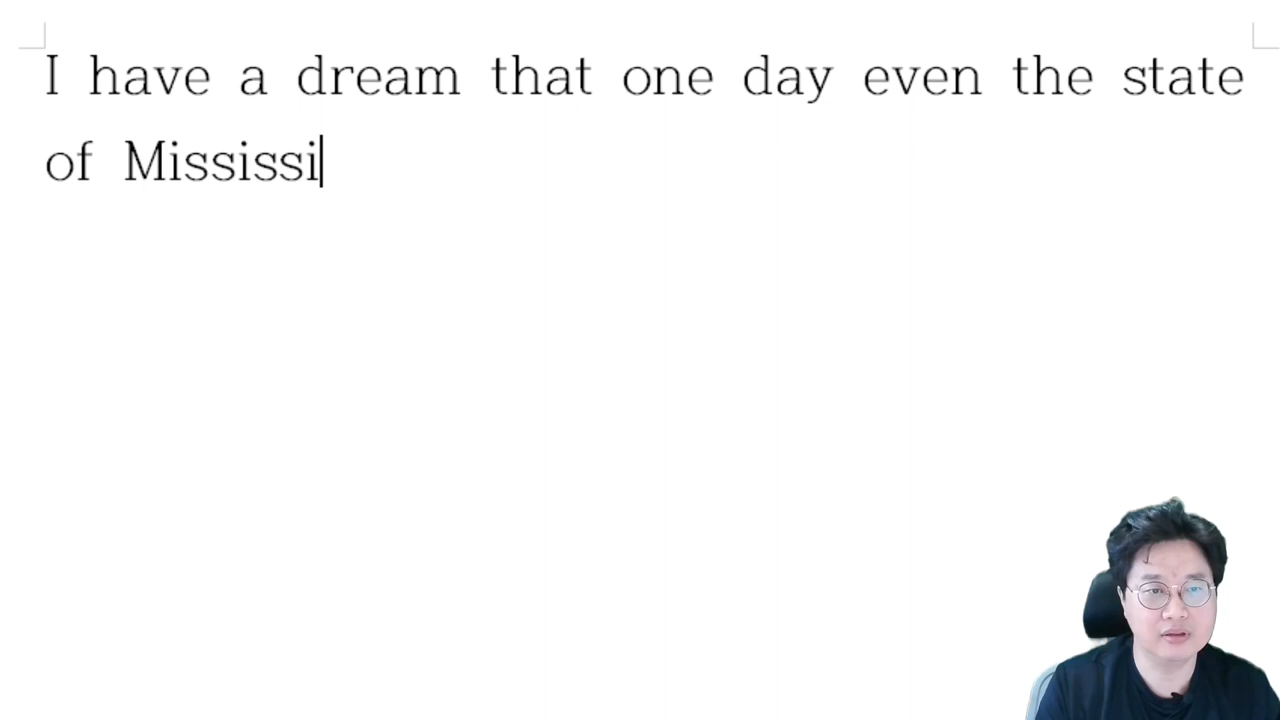 I have a dream that one day even the state
of Mississi